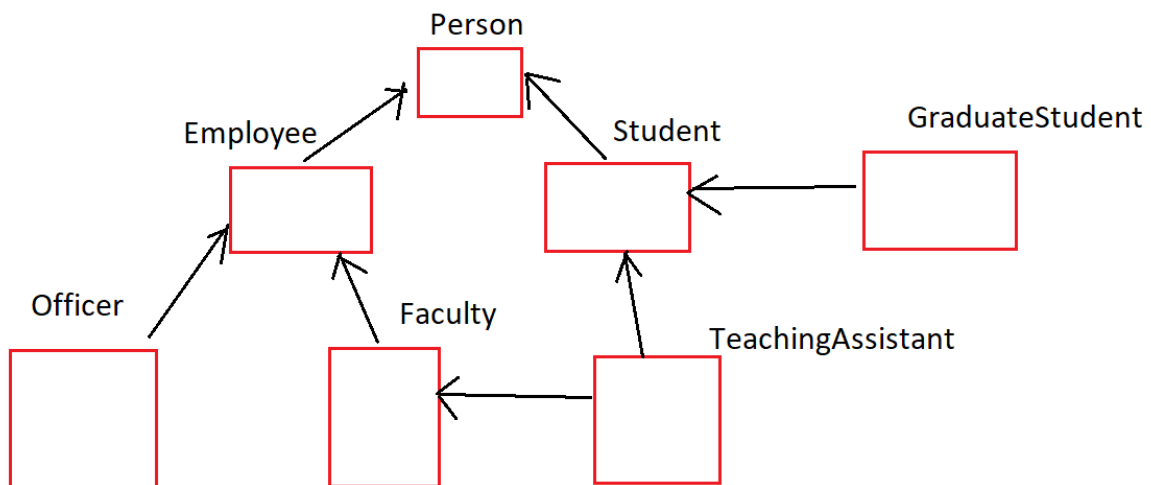 Person
Employee
Student
GraduateStudent
Officer
Faculty
TeachingAssistant